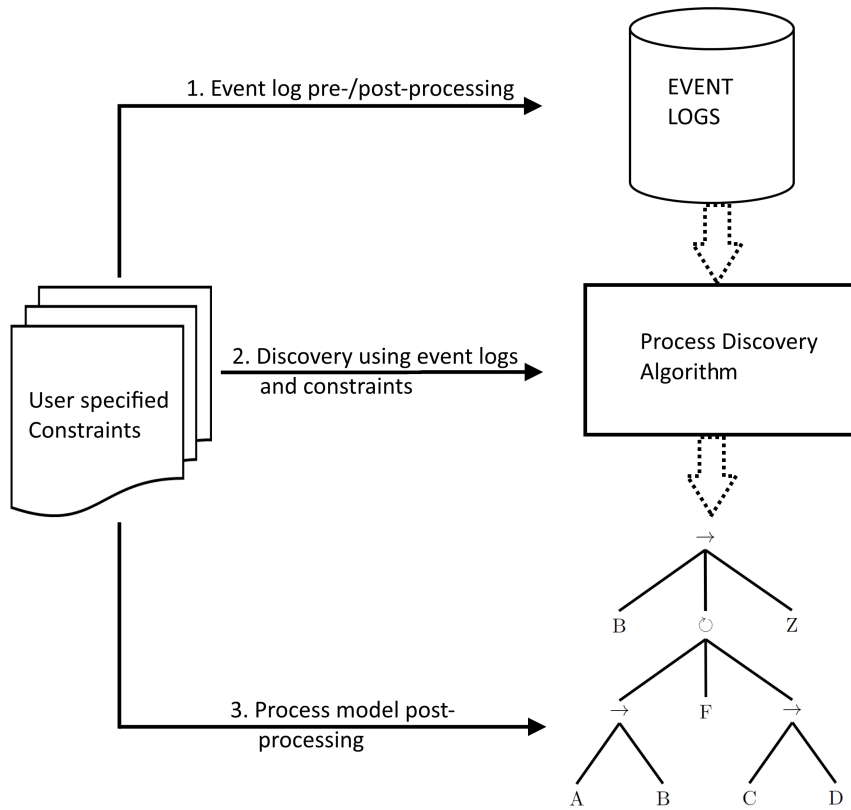 1. Event log pre-/post-processing
EVENT
LOGS
2. Discovery using event logs
and constraints
Process Discovery
Algorithm
User specified
Constraints
→
B ↻ Z
→ F →
3. Process model post-
processing
A B C D